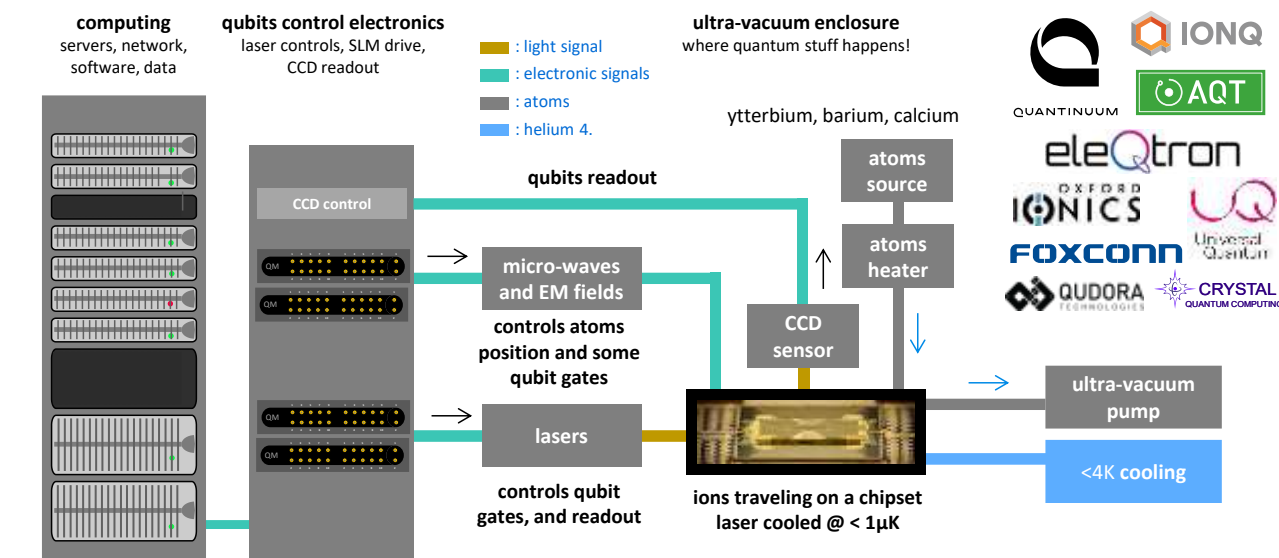 computing
servers, network,
software, data
qubits control electronics
laser controls, SLM drive,
CCD readout
: light signal
: electronic signals
: atoms
: helium 4.
ultra-vacuum enclosure
where quantum stuff happens!
ytterbium, barium, calcium
QUANTINUUM
IONQ
AQT
eleQtron
OXFORD
IONICS
UQ
Universal
Quantum
FOXCONN
QUDORA
TECHNOLOGIES
CRYSTAL
QUANTUM COMPUTING
atoms
source
atoms
heater
qubits readout
CCD control
QM
QM
micro-waves
and EM fields
controls atoms
position and some
qubit gates
CCD
sensor
QM
QM
lasers
controls qubit
gates, and readout
ions traveling on a chipset
laser cooled @ < 1µK
ultra-vacuum
pump
<4K cooling